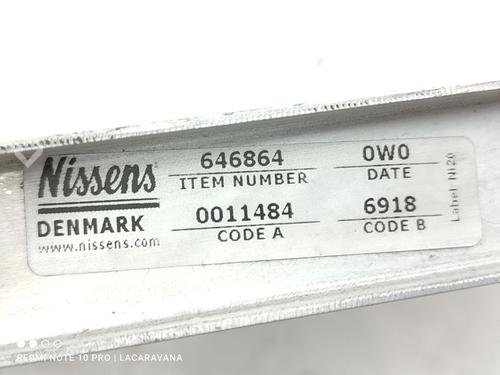 Nissens
DENMARK
www.nissens.com
646864
ITEM NUMBER
0W0
DATE
0011484
CODE A
6918
CODE B
Label NI20
REDMI NOTE 10 PRO | LACARAVANA